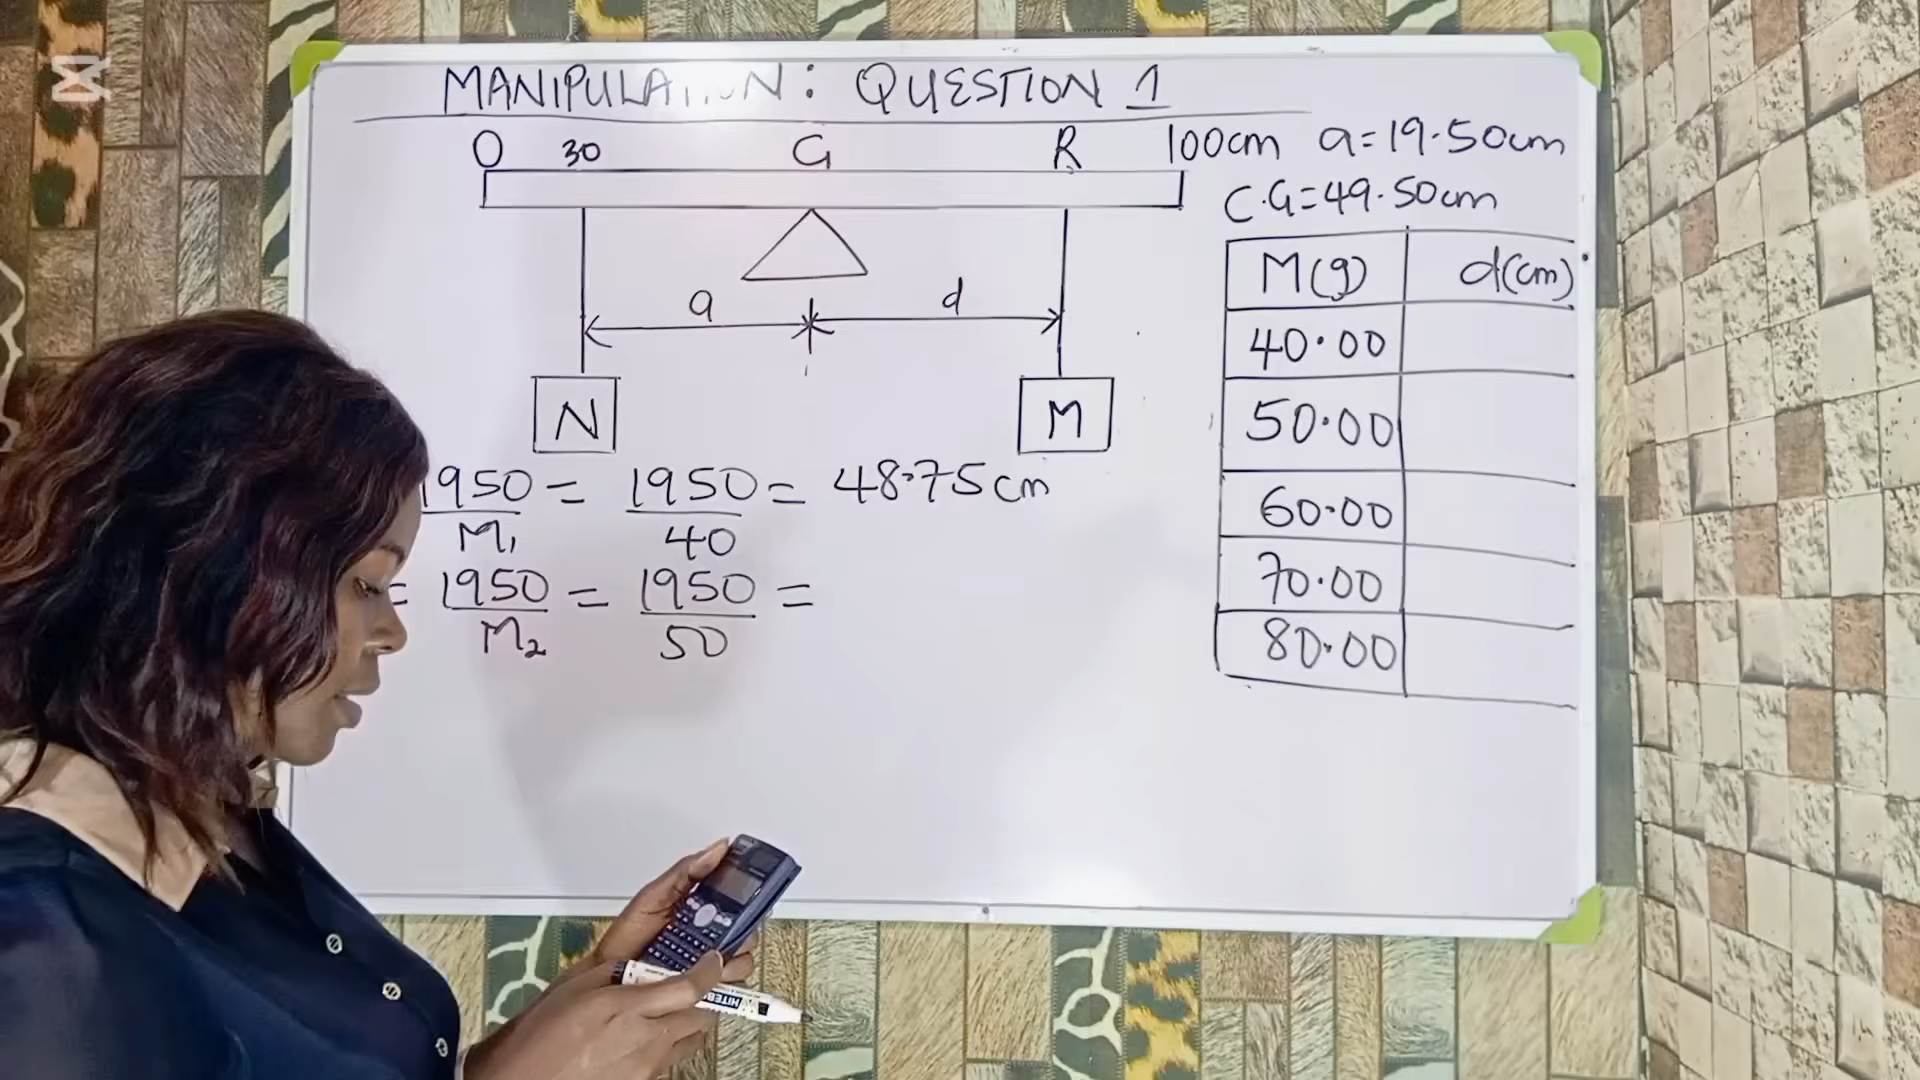 MANIPULATION: QUESTION 1
O 30 G R 100cm a=19.50cm
C.G=49.50cm
M(g) d(cm)
a d
40.00
N M
50.00
1950/M₁ = 1950/40 = 48.75cm
60.00
= 1950/M₂ = 1950/50 =
70.00
80.00